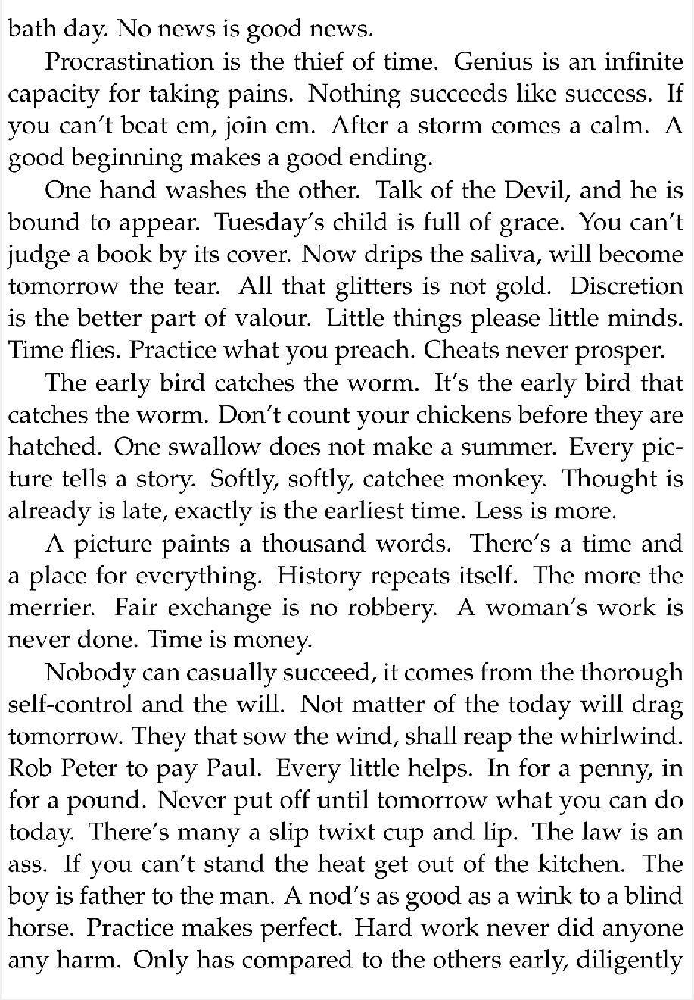 bath day. No news is good news.
Procrastination is the thief of time. Genius is an infinite
capacity for taking pains. Nothing succeeds like success. If
you can't beat em, join em. After a storm comes a calm. A
good beginning makes a good ending.
One hand washes the other. Talk of the Devil, and he is
bound to appear. Tuesday's child is full of grace. You can't
judge a book by its cover. Now drips the saliva, will become
tomorrow the tear. All that glitters is not gold. Discretion
is the better part of valour. Little things please little minds.
Time flies. Practice what you preach. Cheats never prosper.
The early bird catches the worm. It's the early bird that
catches the worm. Don't count your chickens before they are
hatched. One swallow does not make a summer. Every pic-
ture tells a story. Softly, softly, catchee monkey. Thought is
already is late, exactly is the earliest time. Less is more.
A picture paints a thousand words. There's a time and
a place for everything. History repeats itself. The more the
merrier. Fair exchange is no robbery. A woman's work is
never done. Time is money.
Nobody can casually succeed, it comes from the thorough
self-control and the will. Not matter of the today will drag
tomorrow. They that sow the wind, shall reap the whirlwind.
Rob Peter to pay Paul. Every little helps. In for a penny, in
for a pound. Never put off until tomorrow what you can do
today. There's many a slip twixt cup and lip. The law is an
ass. If you can't stand the heat get out of the kitchen. The
boy is father to the man. A nod's as good as a wink to a blind
horse. Practice makes perfect. Hard work never did anyone
any harm. Only has compared to the others early, diligently